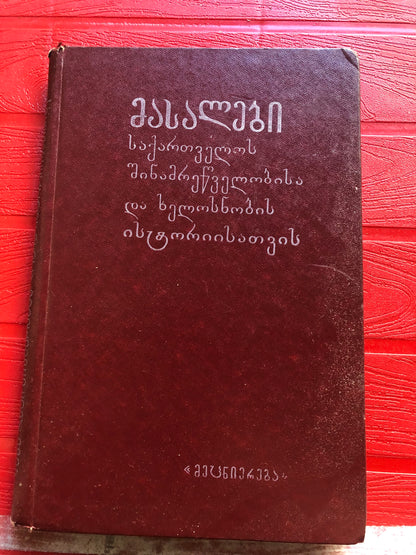 მასალები
საქართველოს
შინამრეწველობისა
და ხელოსნობის
ისტორიისათვის
«მეცნიერება»